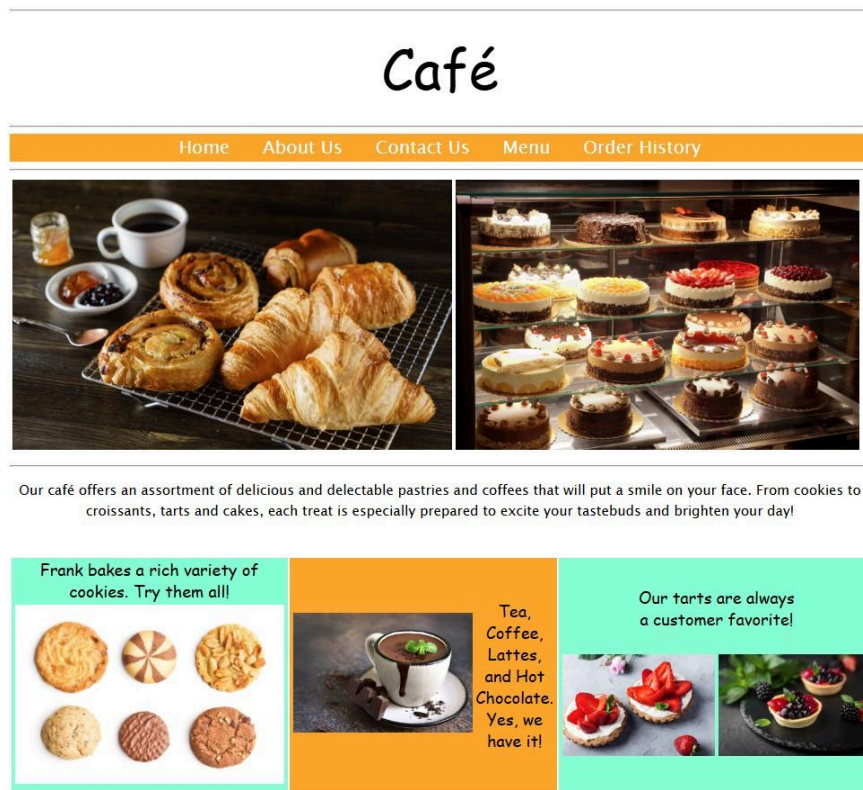 Café
Home About Us Contact Us Menu Order History
Our café offers an assortment of delicious and delectable pastries and coffees that will put a smile on your face. From cookies to
croissants, tarts and cakes, each treat is especially prepared to excite your tastebuds and brighten your day!
Frank bakes a rich variety of
cookies. Try them all!
Tea,
Coffee,
Lattes,
and Hot
Chocolate.
Yes, we
have it!
Our tarts are always
a customer favorite!